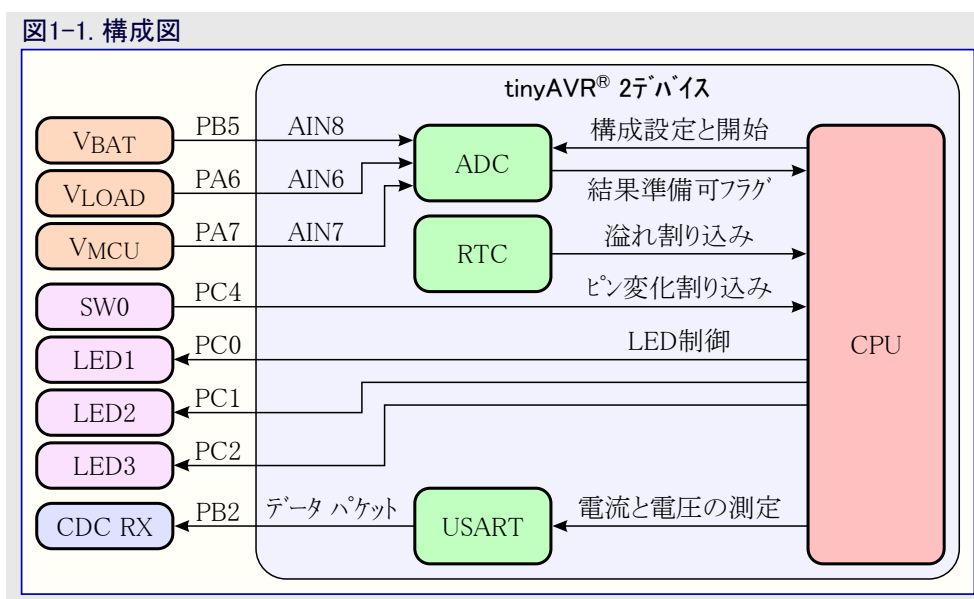 図1-1. 構成図
tinyAVR® 2ﾃﾞﾊﾞｲｽ
VBAT PB5 AIN8 ADC 構成設定と開始
VLOAD PA6 AIN6 結果準備可ﾌﾗｸﾞ
VMCU PA7 AIN7 RTC 溢れ割り込み
SW0 PC4 ﾋﾟﾝ変化割り込み
LED1 PC0 LED制御 CPU
LED2 PC1
LED3 PC2
CDC RX PB2 ﾃﾞｰﾀ ﾊﾟｹｯﾄ USART 電流と電圧の測定